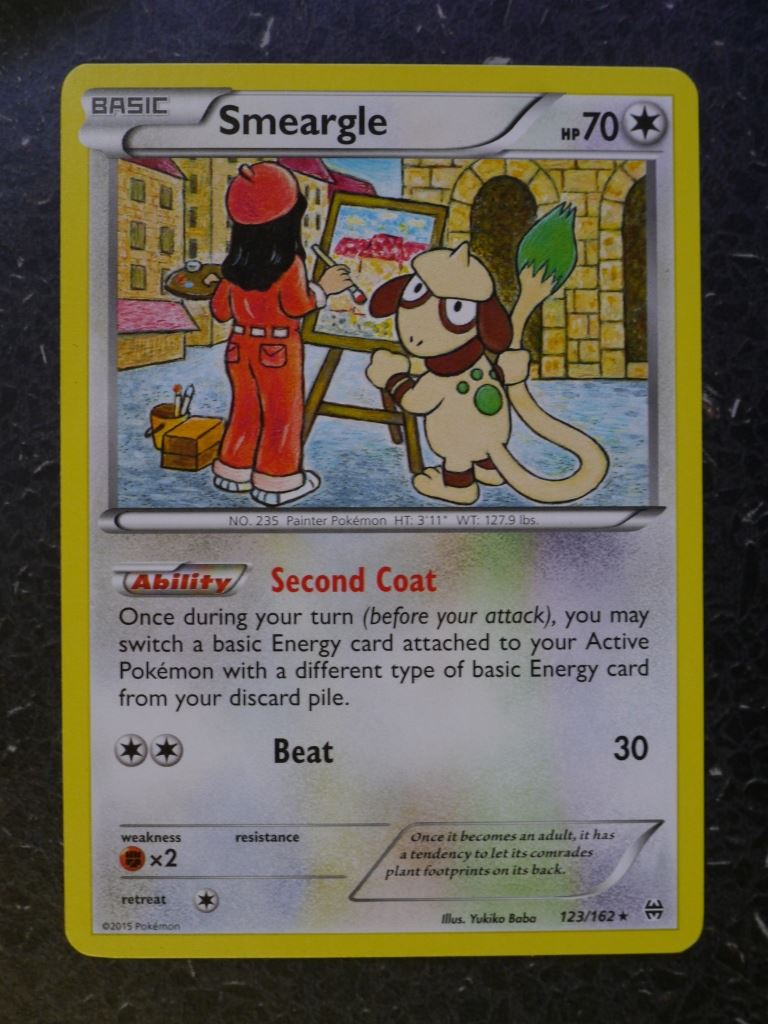 BASIC
Smeargle
HP 70
NO. 235 Painter Pokémon HT: 3'11" WT: 127.9 lbs.
Ability Second Coat
Once during your turn (before your attack), you may
switch a basic Energy card attached to your Active
Pokémon with a different type of basic Energy card
from your discard pile.
Beat 30
weakness resistance
×2
retreat
Once it becomes an adult, it has
a tendency to let its comrades
plant footprints on its back.
©2015 Pokémon
Illus. Yukiko Baba 123/162 ★